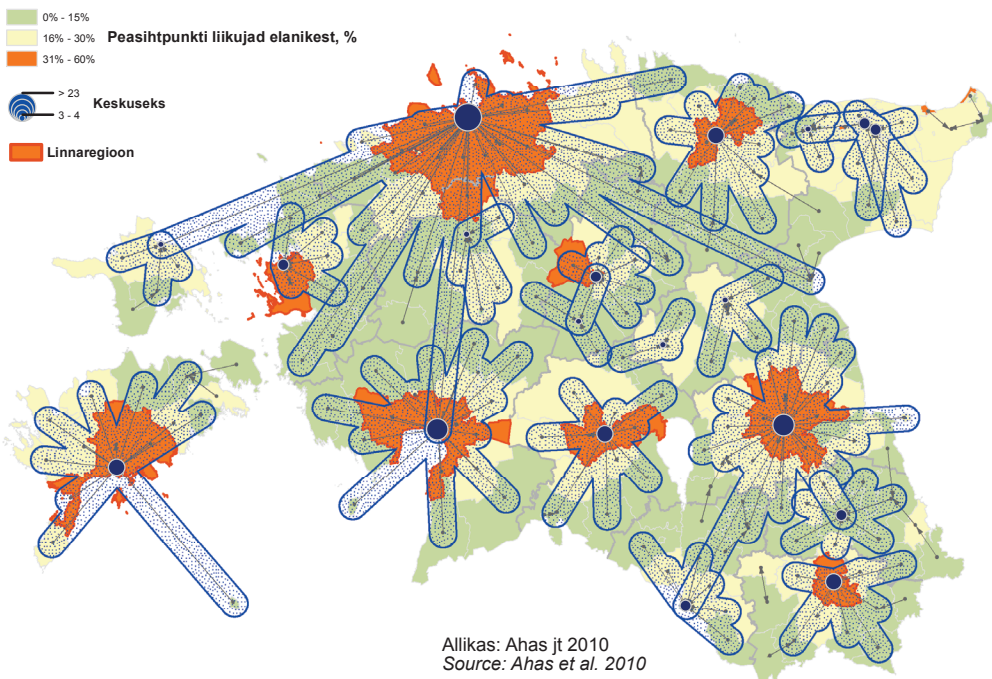 0% - 15%
16% - 30%
31% - 60%
Peasihtpunkti liikujad elanikest, %
> 23
3 - 4
Keskuseks
Linnaregioon
Allikas: Ahas jt 2010
Source: Ahas et al. 2010